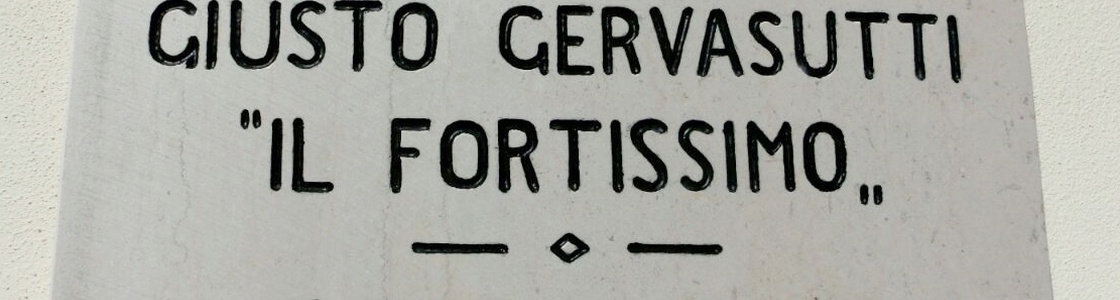 GIUSTO GERVASUTTI
"IL FORTISSIMO„